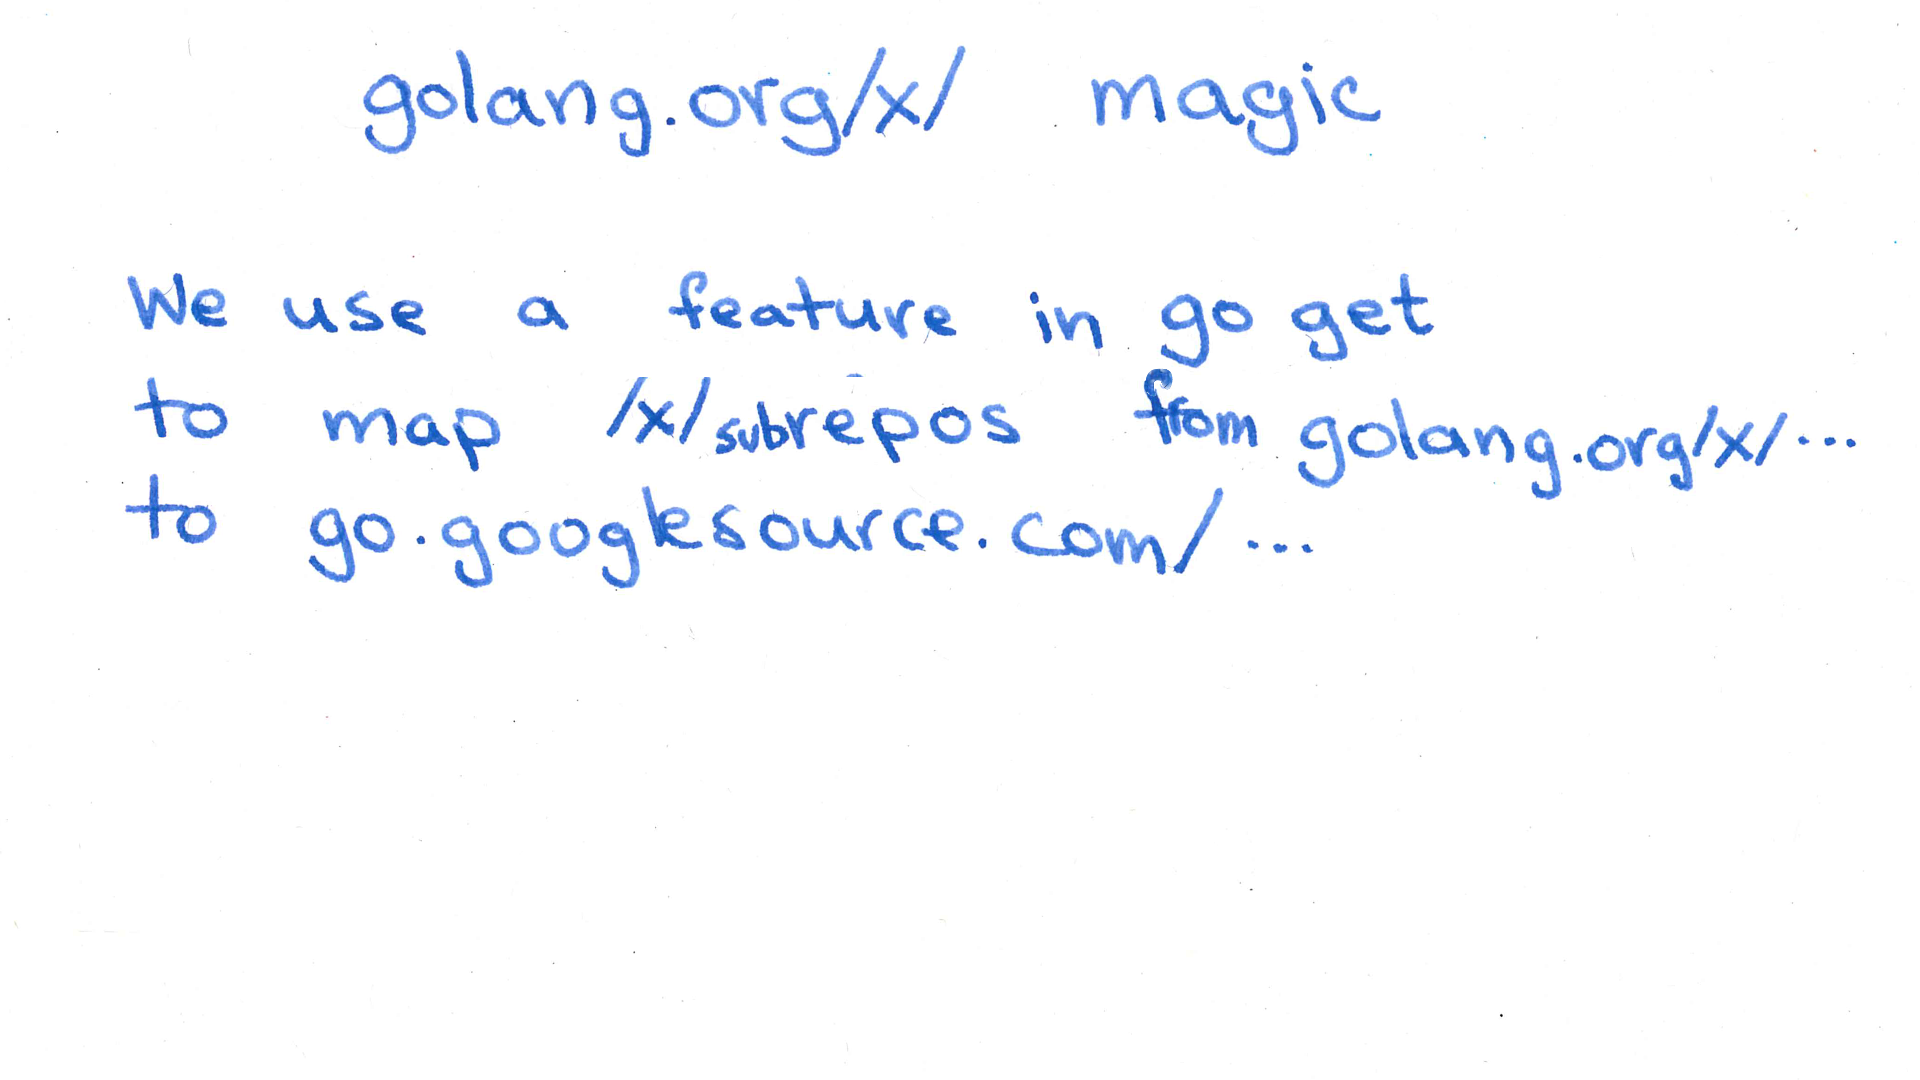 golang.org/x/ magic
We use a feature in go get
to map /x/subrepos from golang.org/x/...
to go.googlesource.com/...